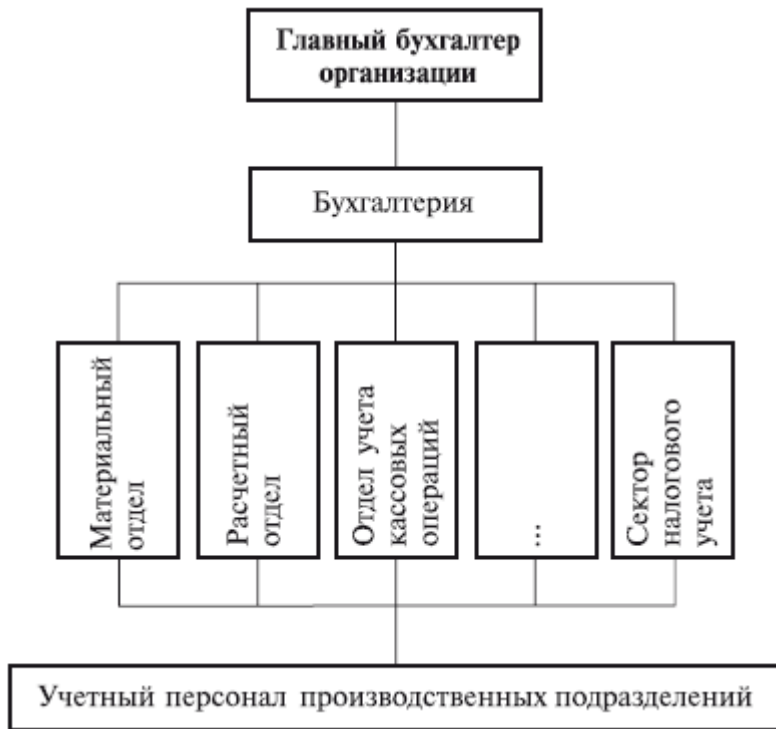 Главный бухгалтер
организации
Бухгалтерия
Материальный
отдел
Расчетный
отдел
Отдел учета
кассовых
операций
...
Сектор
налогового
учета
Учетный персонал производственных подразделений